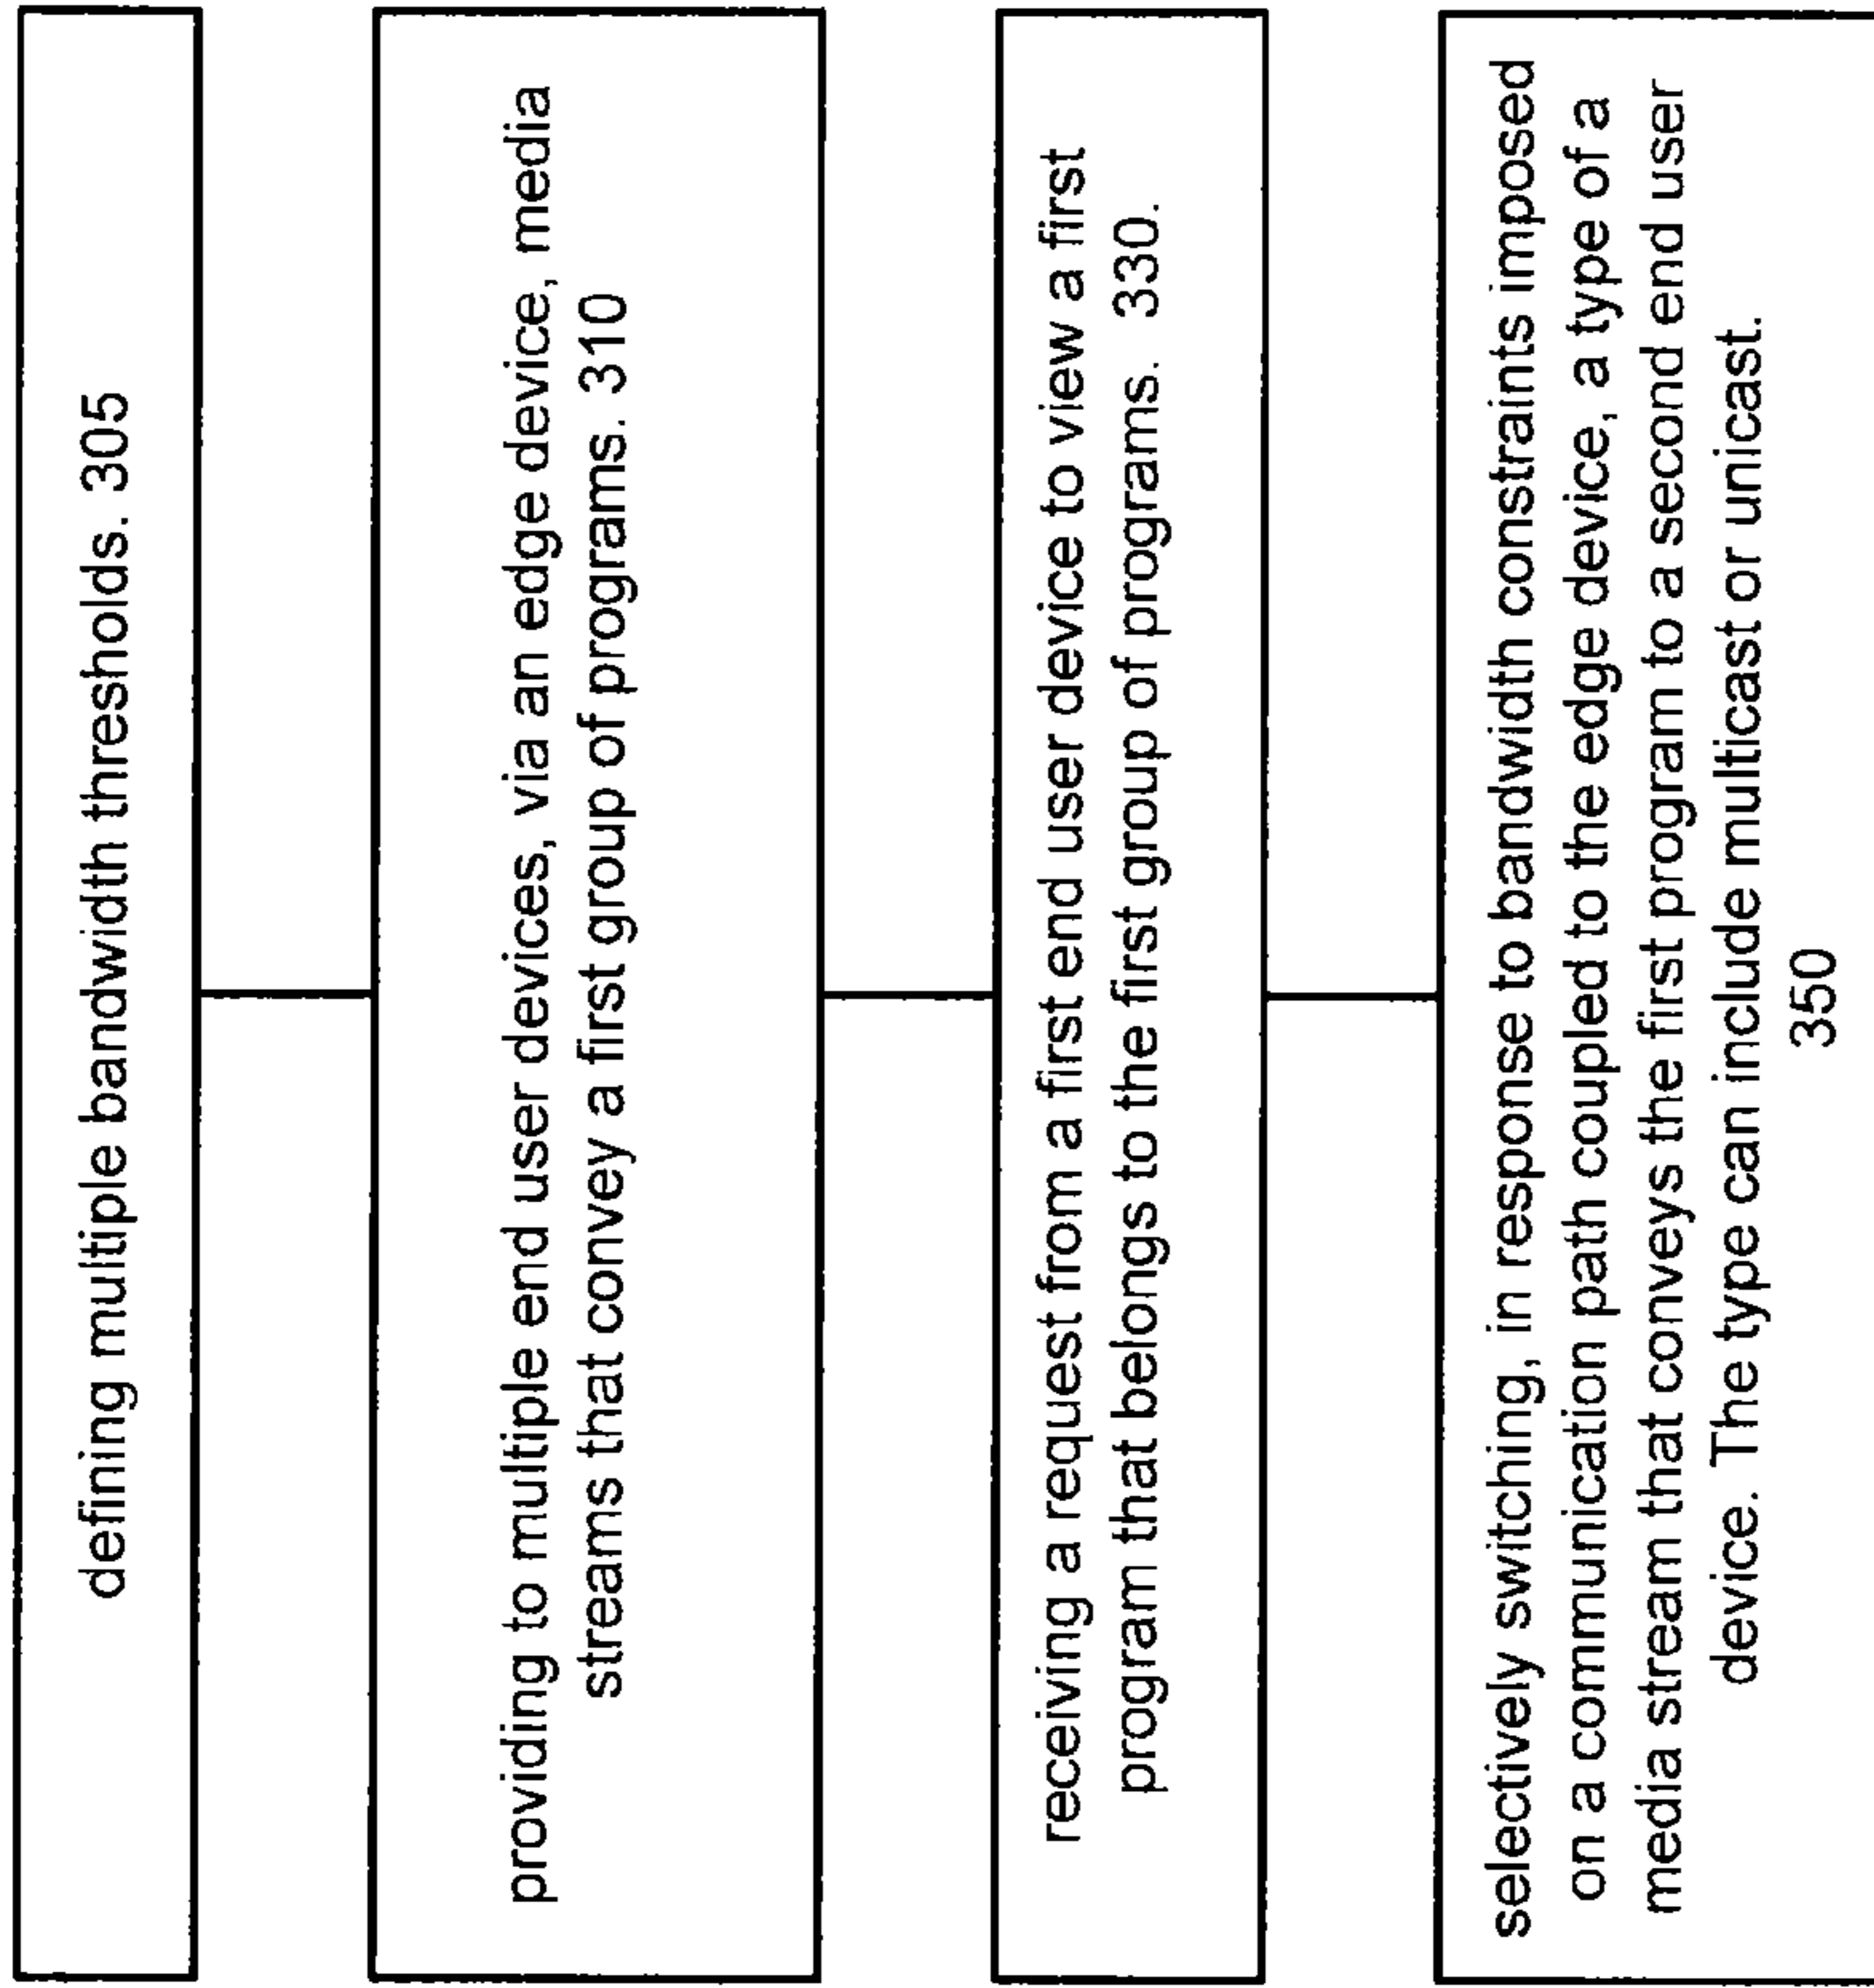 defining multiple bandwidth thresholds. 305
providing to multiple end user devices, via an edge device, media
streams that convey a first group of programs. 310
receiving a request from a first end user device to view a first
program that belongs to the first group of programs. 330.
selectively switching, in response to bandwidth constraints imposed
on a communication path coupled to the edge device, a type of a
media stream that conveys the first program to a second end user
device. The type can include multicast or unicast.
350